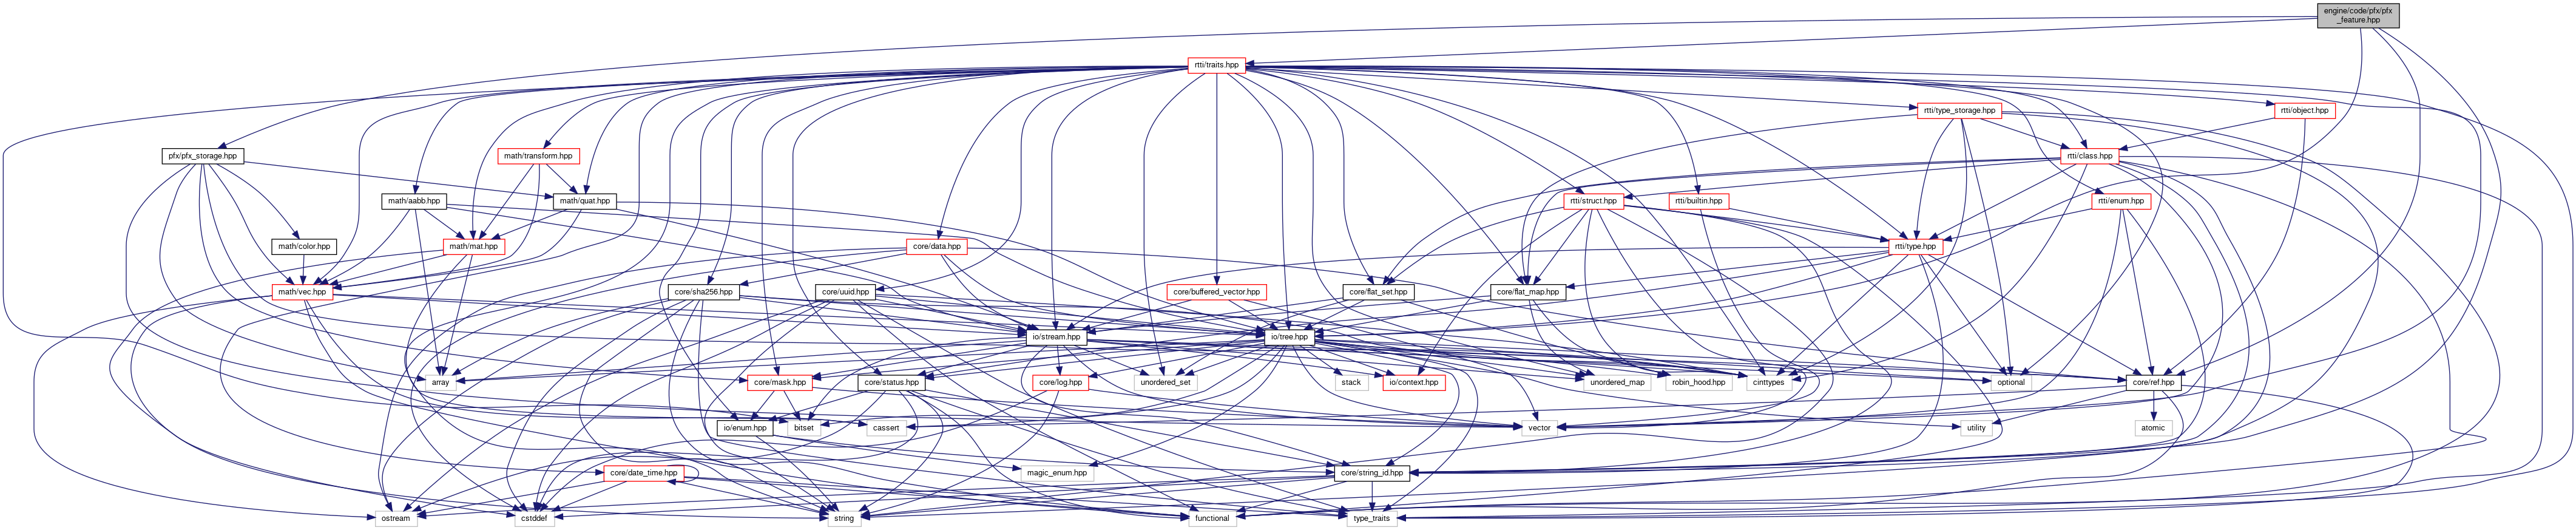 engine/code/pfx/pfx
_feature.hpp
rtti/traits.hpp
rtti/type_storage.hpp
rtti/object.hpp
pfx/pfx_storage.hpp
math/transform.hpp
rtti/class.hpp
math/aabb.hpp
math/quat.hpp
rtti/struct.hpp
rtti/builtin.hpp
rtti/enum.hpp
math/color.hpp
math/mat.hpp
core/data.hpp
rtti/type.hpp
math/vec.hpp
core/sha256.hpp
core/uuid.hpp
core/buffered_vector.hpp
core/flat_set.hpp
core/flat_map.hpp
io/stream.hpp
io/tree.hpp
array
core/mask.hpp
core/status.hpp
core/log.hpp
unordered_set
stack
io/context.hpp
unordered_map
robin_hood.hpp
cinttypes
optional
core/ref.hpp
io/enum.hpp
bitset
cassert
vector
utility
atomic
core/date_time.hpp
magic_enum.hpp
core/string_id.hpp
ostream
cstddef
string
functional
type_traits